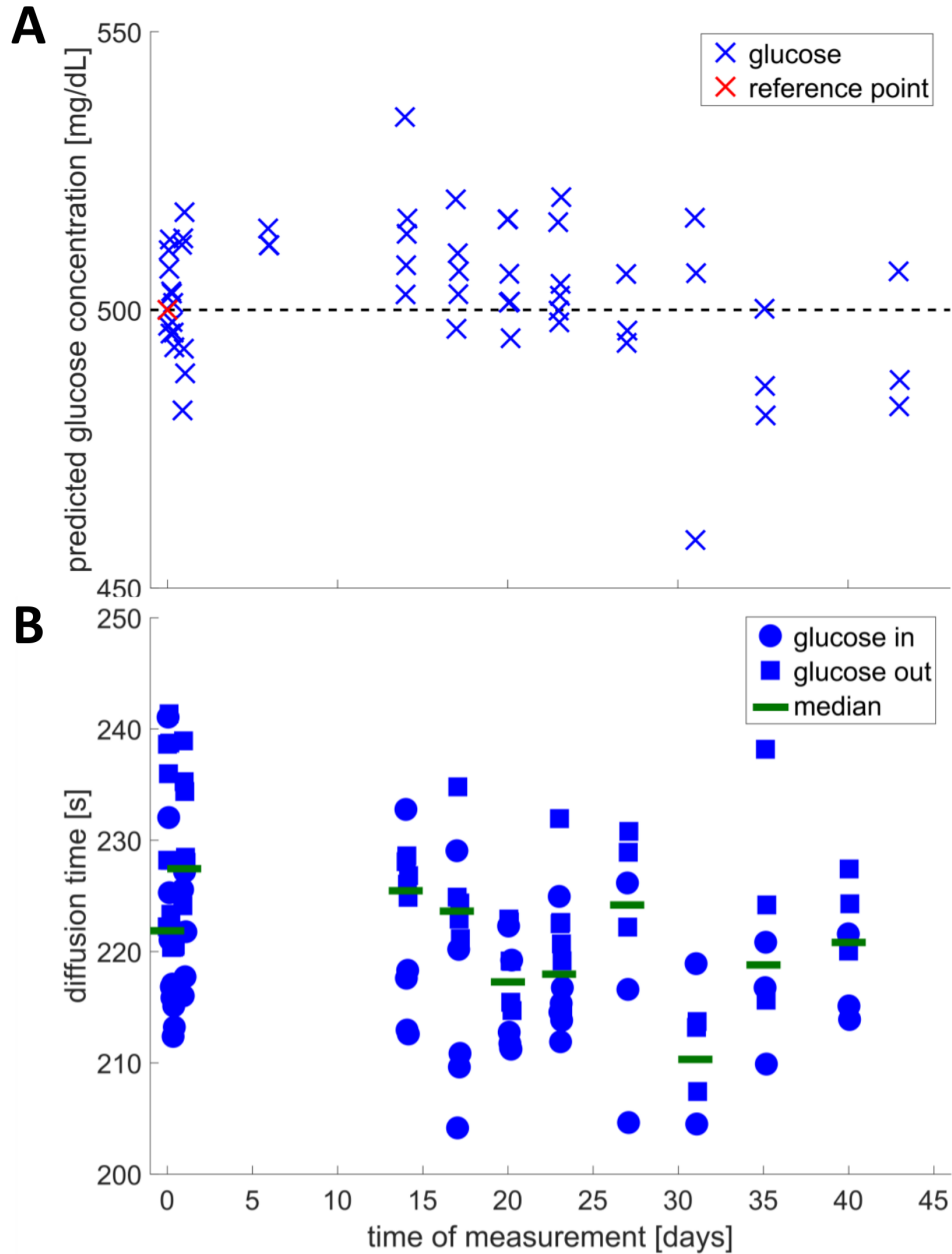 A
550
500
450
predicted glucose concentration [mg/dL]
glucose
reference point
B
250
240
230
220
210
200
diffusion time [s]
glucose in
glucose out
median
0 5 10 15 20 25 30 35 40 45
time of measurement [days]